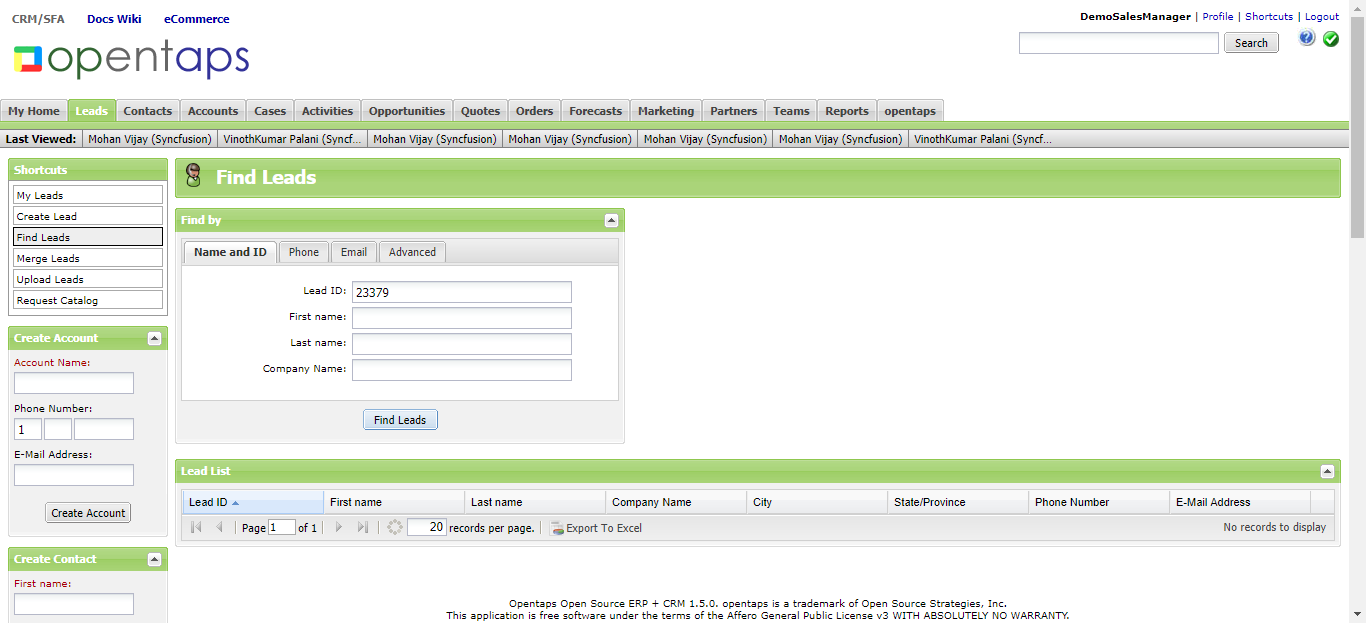 CRM/SFA Docs Wiki eCommerce
DemoSalesManager | Profile | Shortcuts | Logout
opentaps
Search
My Home Leads Contacts Accounts Cases Activities Opportunities Quotes Orders Forecasts Marketing Partners Teams Reports opentaps
Last Viewed: Mohan Vijay (Syncfusion) VinothKumar Palani (Syncf... Mohan Vijay (Syncfusion) Mohan Vijay (Syncfusion) Mohan Vijay (Syncfusion) Mohan Vijay (Syncfusion) VinothKumar Palani (Syncf...
Shortcuts
My Leads
Create Lead
Find Leads
Merge Leads
Upload Leads
Request Catalog
Create Account
Account Name:
Phone Number:
1
E-Mail Address:
Create Account
Create Contact
First name:
Find Leads
Find by
Name and ID Phone Email Advanced
Lead ID: 23379
First name:
Last name:
Company Name:
Find Leads
Lead List
Lead ID First name Last name Company Name City State/Province Phone Number E-Mail Address
Page 1 of 1 20 records per page. Export To Excel No records to display
Opentaps Open Source ERP + CRM 1.5.0. opentaps is a trademark of Open Source Strategies, Inc.
This application is free software under the terms of the Affero General Public License v3 WITH ABSOLUTELY NO WARRANTY.